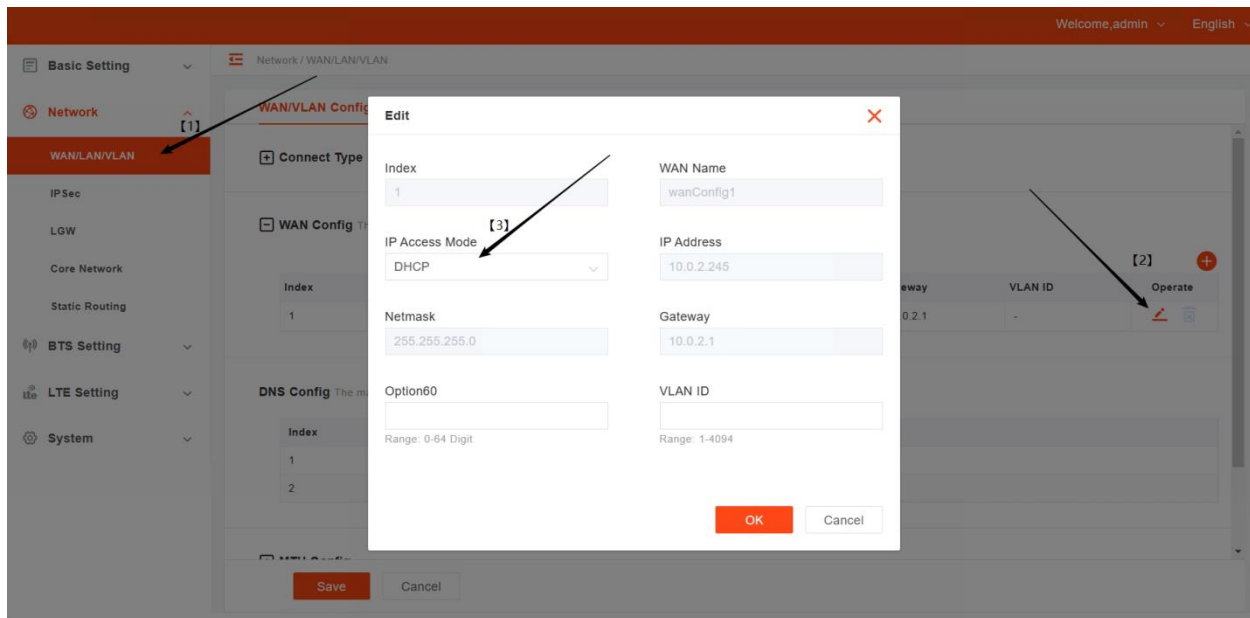 Welcome,admin English
Basic Setting
Network / WAN/LAN/VLAN
Network
【1】
WAN/VLAN Config
WAN/LAN/VLAN
Connect Type
IPSec
LGW
WAN Config
Core Network
Static Routing
Index
eway VLAN ID Operate
1
0.2.1 -
【2】
BTS Setting
LTE Setting
DNS Config The
System
Index
1
2
Edit
Index WAN Name
1 wanConfig1
【3】
IP Access Mode IP Address
DHCP 10.0.2.245
Netmask Gateway
255.255.255.0 10.0.2.1
Option60 VLAN ID
Range: 0-64 Digit Range: 1-4094
OK Cancel
Save Cancel